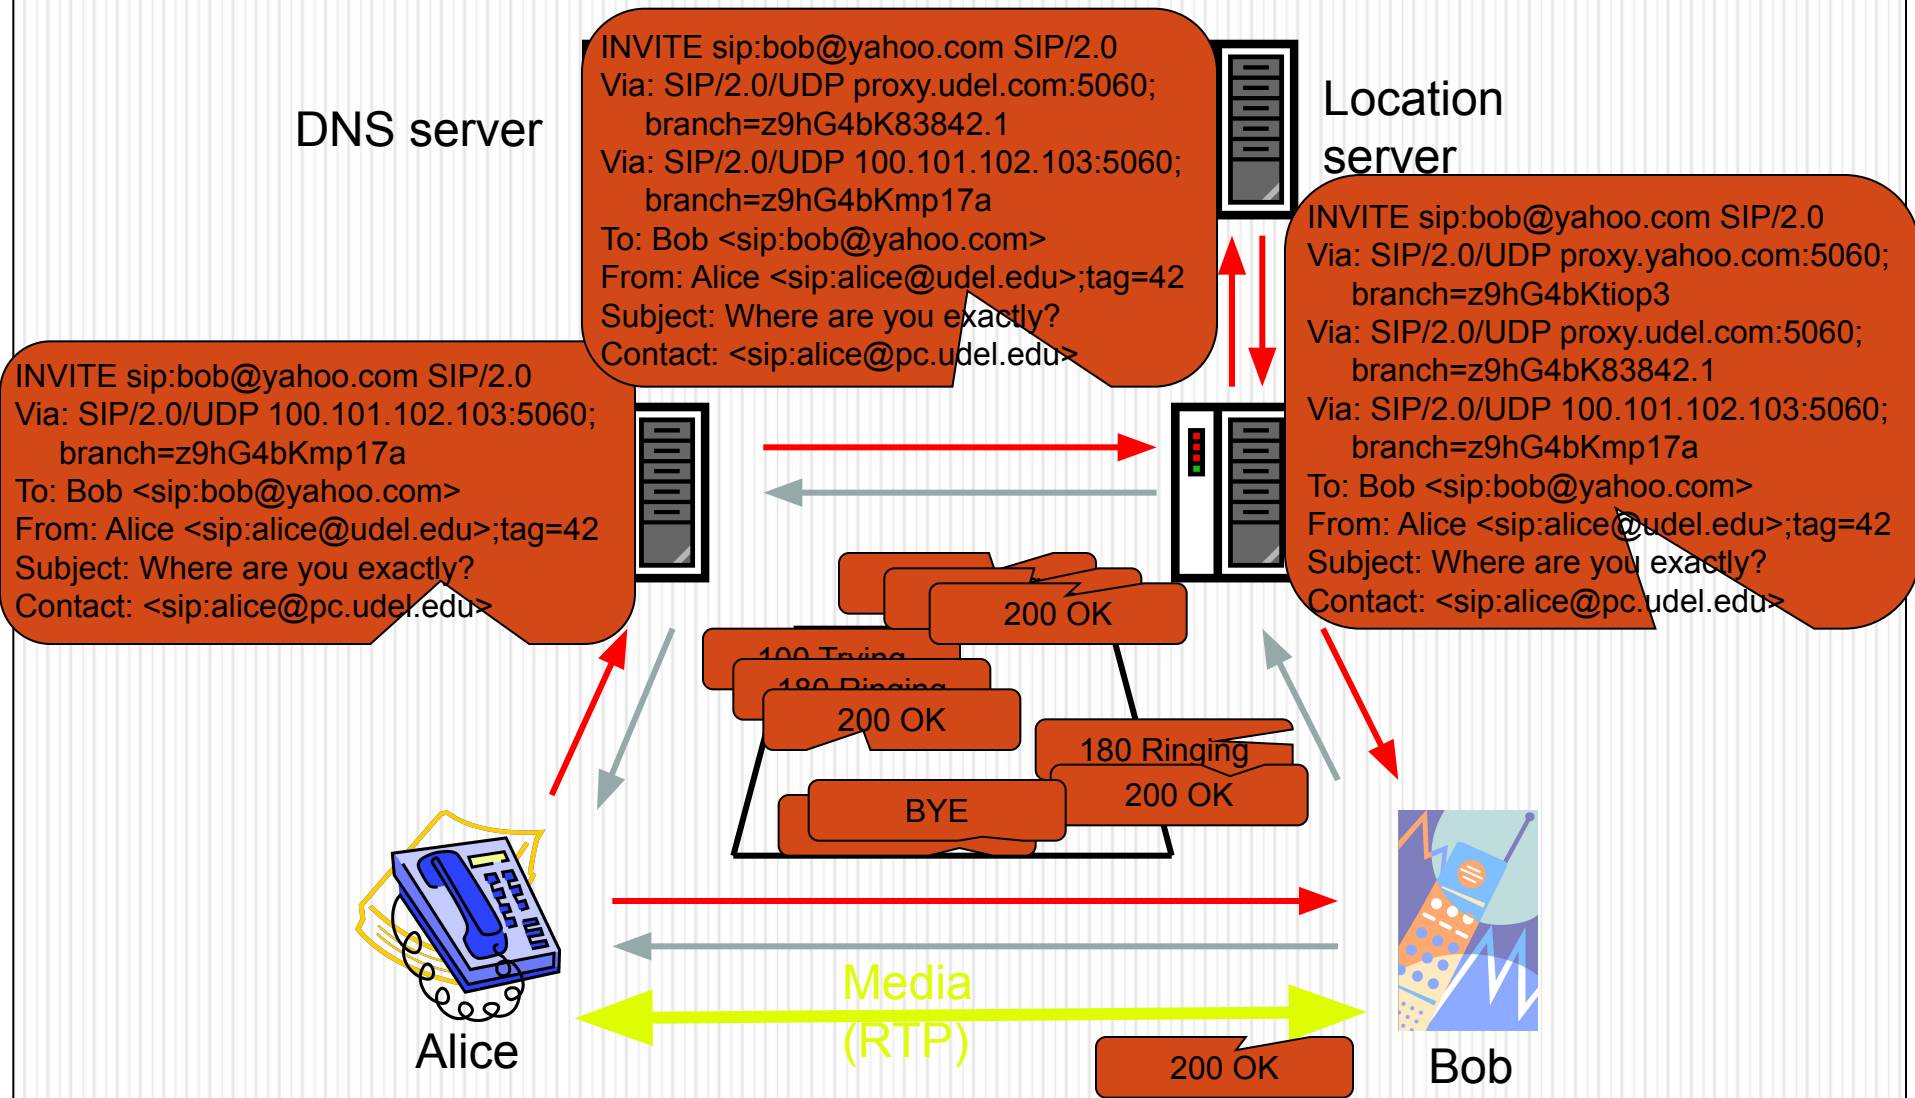 INVITE sip:bob@yahoo.com SIP/2.0
Via: SIP/2.0/UDP proxy.udel.com:5060;
branch=z9hG4bK83842.1
Via: SIP/2.0/UDP 100.101.102.103:5060;
branch=z9hG4bKmp17a
To: Bob <sip:bob@yahoo.com>
From: Alice <sip:alice@udel.edu>;tag=42
Subject: Where are you exactly?
Contact: <sip:alice@pc.udel.edu>
DNS server
Location
server
INVITE sip:bob@yahoo.com SIP/2.0
Via: SIP/2.0/UDP proxy.yahoo.com:5060;
branch=z9hG4bKtiop3
Via: SIP/2.0/UDP proxy.udel.com:5060;
branch=z9hG4bK83842.1
Via: SIP/2.0/UDP 100.101.102.103:5060;
branch=z9hG4bKmp17a
To: Bob <sip:bob@yahoo.com>
From: Alice <sip:alice@udel.edu>;tag=42
Subject: Where are you exactly?
Contact: <sip:alice@pc.udel.edu>
INVITE sip:bob@yahoo.com SIP/2.0
Via: SIP/2.0/UDP 100.101.102.103:5060;
branch=z9hG4bKmp17a
To: Bob <sip:bob@yahoo.com>
From: Alice <sip:alice@udel.edu>;tag=42
Subject: Where are you exactly?
Contact: <sip:alice@pc.udel.edu>
200 OK
100 Trying
180 Ringing
200 OK
180 Ringing
200 OK
BYE
Media
(RTP)
200 OK
Alice
Bob